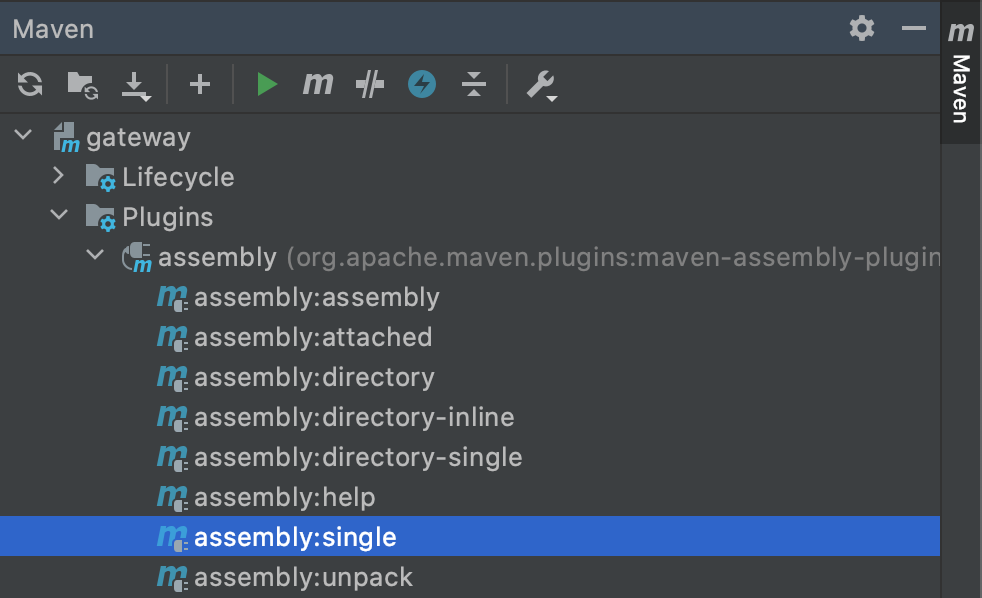 Maven
m
Maven
gateway
Lifecycle
Plugins
assembly (org.apache.maven.plugins:maven-assembly-plugin
assembly:assembly
assembly:attached
assembly:directory
assembly:directory-inline
assembly:directory-single
assembly:help
assembly:single
assembly:unpack